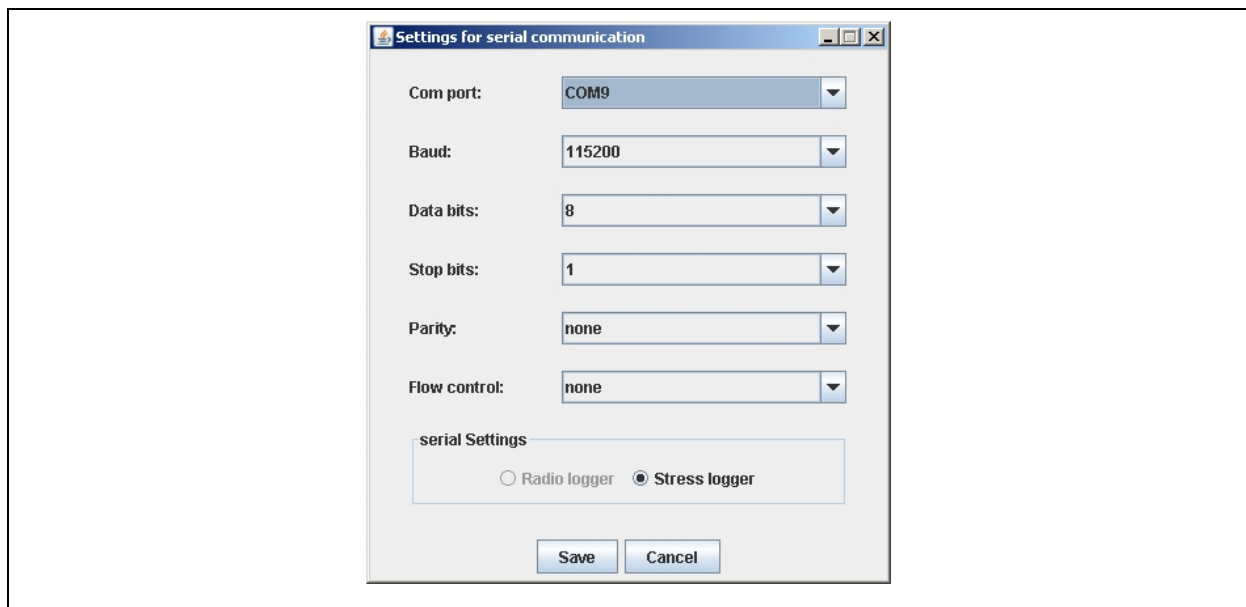 Settings for serial communication
Com port: COM9
Baud: 115200
Data bits: 8
Stop bits: 1
Parity: none
Flow control: none
serial Settings
Radio logger Stress logger
Save Cancel